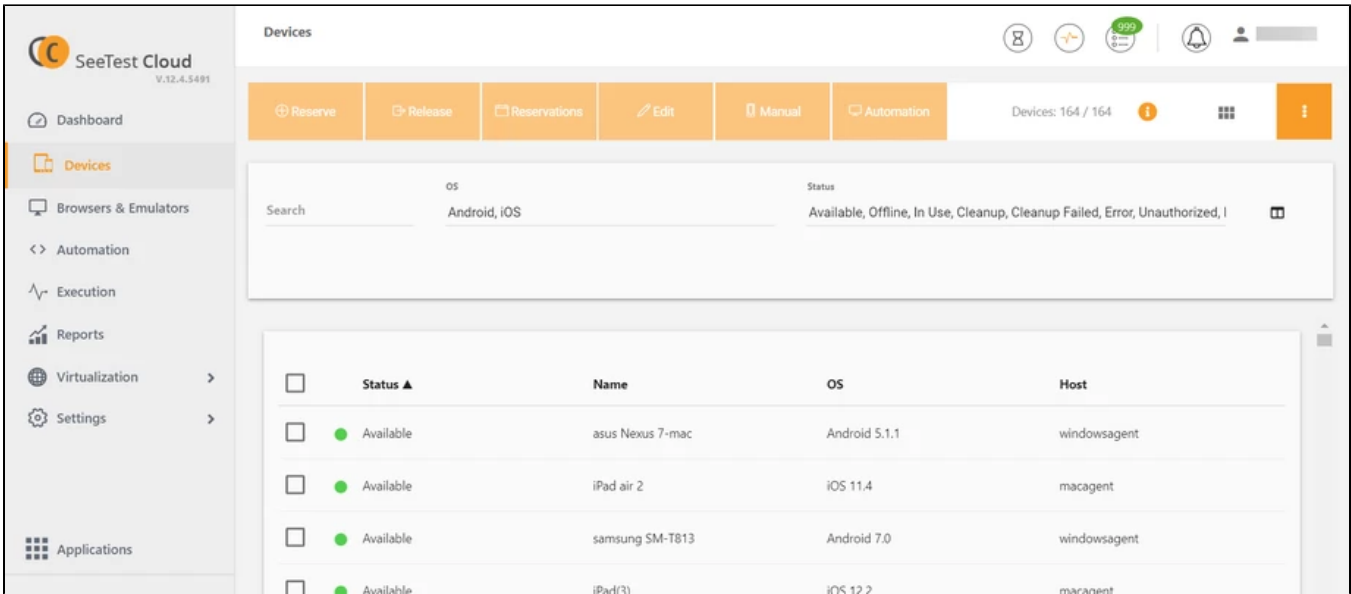 SeeTest Cloud
V.12.4.5491
Dashboard
Devices
Browsers & Emulators
Automation
Execution
Reports
Virtualization
Settings
Applications
Devices
999
Reserve
Release
Reservations
Edit
Manual
Automation
Devices: 164 / 164
Search
OS
Android, iOS
Status
Available, Offline, In Use, Cleanup, Cleanup Failed, Error, Unauthorized,
Status ▲ Name OS Host
Available asus Nexus 7-mac Android 5.1.1 windowsagent
Available iPad air 2 iOS 11.4 macagent
Available samsung SM-T813 Android 7.0 windowsagent
Available iPad(3) iOS 12.2 macagent